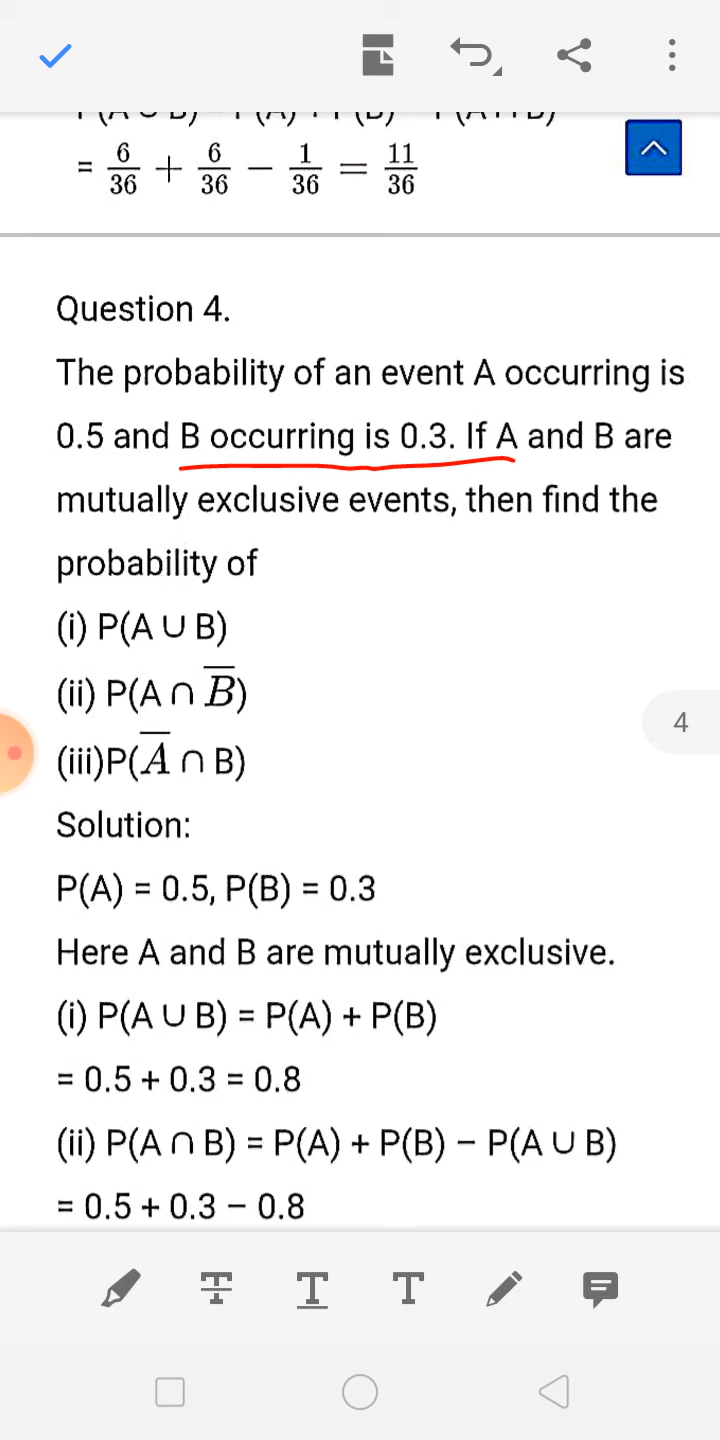 P(A ∪ B) = P(A) + P(B) − P(A ∩ B)
= 6/36 + 6/36 − 1/36 = 11/36
Question 4.
The probability of an event A occurring is
0.5 and B occurring is 0.3. If A and B are
mutually exclusive events, then find the
probability of
(i) P(A ∪ B)
(ii) P(A ∩ B̅)
4
(iii)P(A̅ ∩ B)
Solution:
P(A) = 0.5, P(B) = 0.3
Here A and B are mutually exclusive.
(i) P(A ∪ B) = P(A) + P(B)
= 0.5 + 0.3 = 0.8
(ii) P(A ∩ B) = P(A) + P(B) − P(A ∪ B)
= 0.5 + 0.3 − 0.8